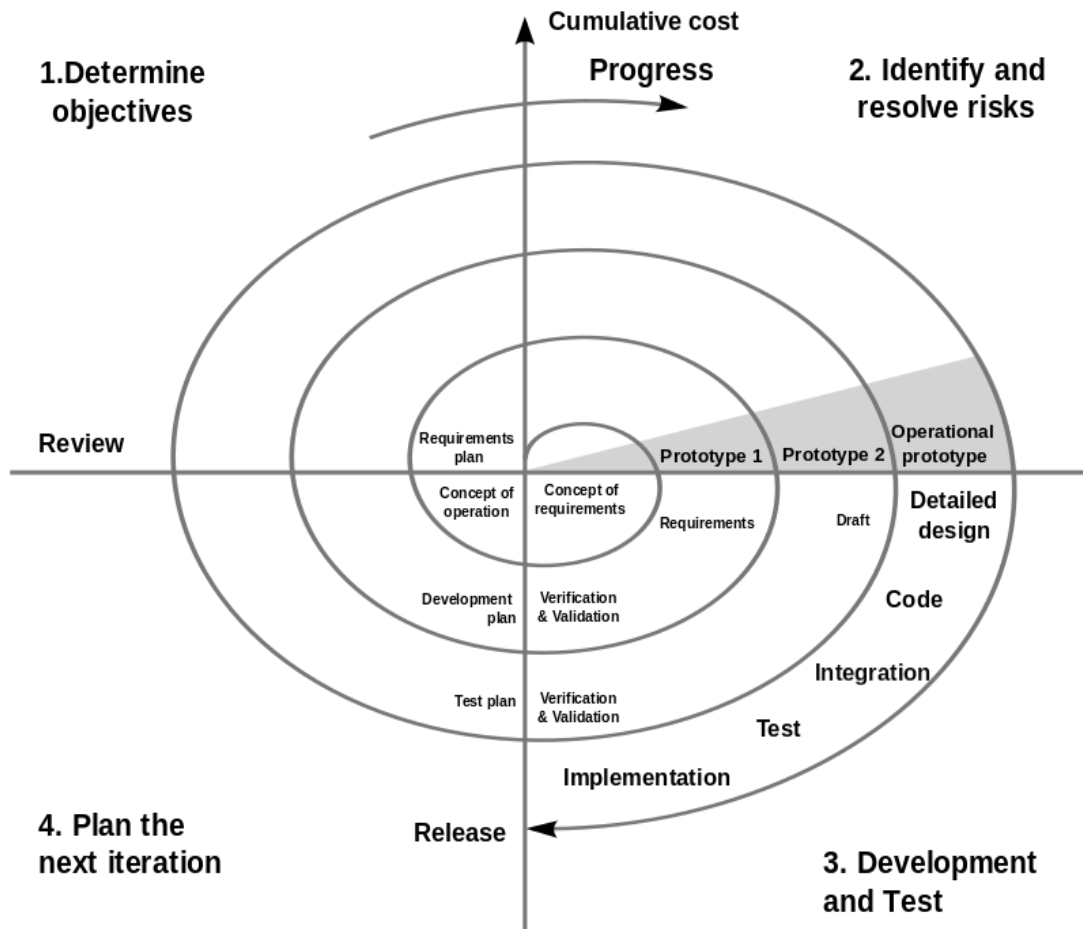 Cumulative cost
Progress
1.Determine
objectives
2. Identify and
resolve risks
Review
Requirements
plan
Prototype 1
Prototype 2
Operational
prototype
Concept of
operation
Concept of
requirements
Requirements
Draft
Detailed
design
Development
plan
Verification
& Validation
Code
Test plan
Verification
& Validation
Integration
Test
Implementation
Release
4. Plan the
next iteration
3. Development
and Test